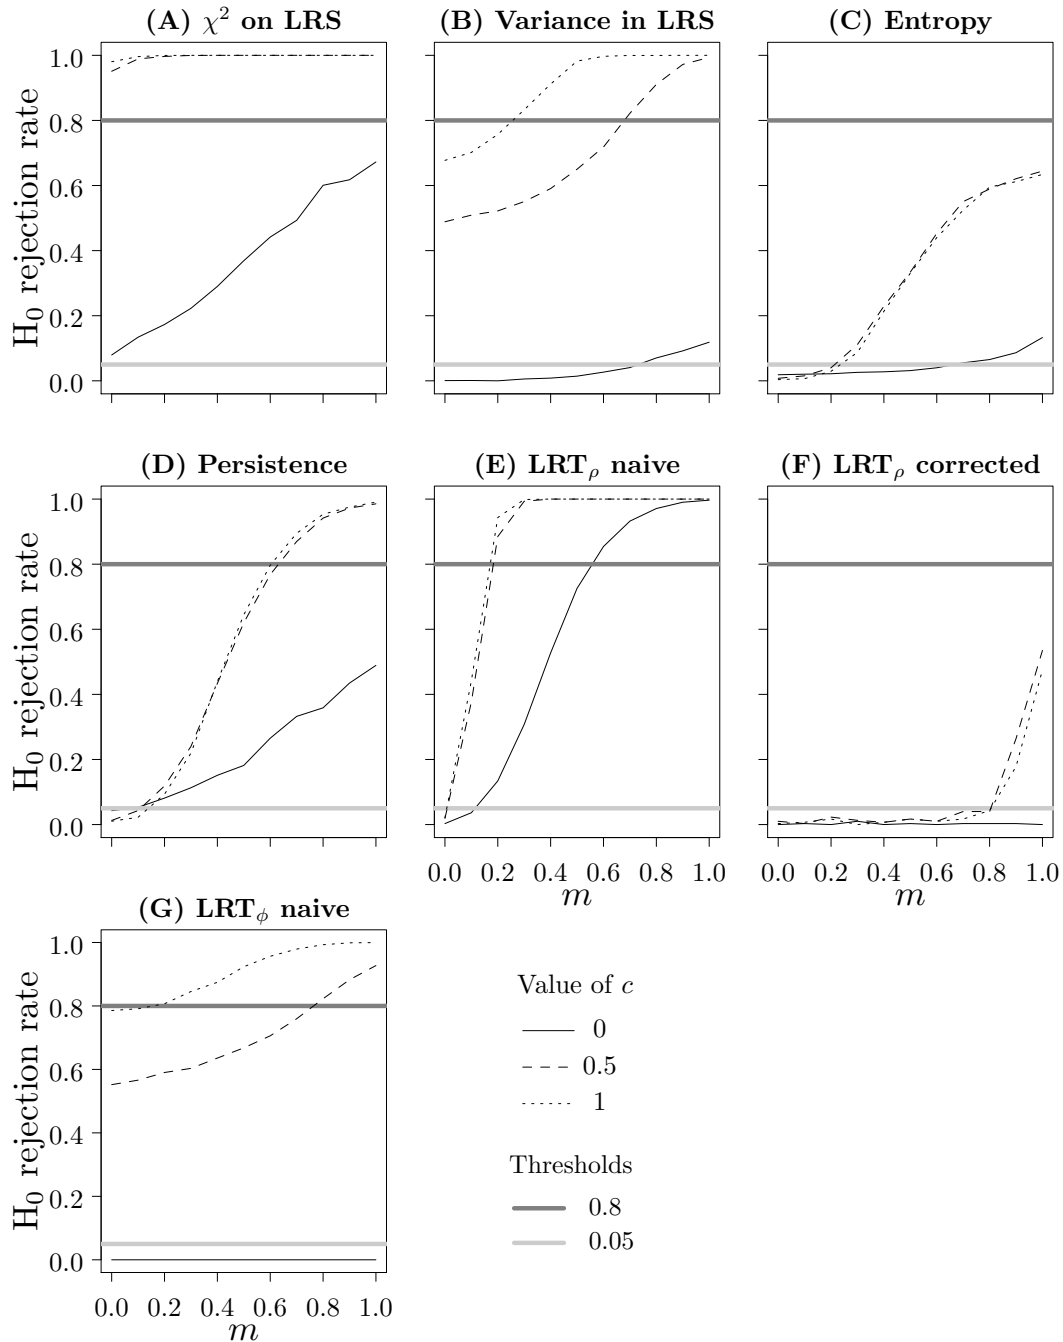 (A) χ² on LRS
(B) Variance in LRS
(C) Entropy
H₀ rejection rate
1.0
0.8
0.6
0.4
0.2
0.0
(D) Persistence
(E) LRTρ naive
(F) LRTρ corrected
H₀ rejection rate
1.0
0.8
0.6
0.4
0.2
0.0
0.0 0.2 0.4 0.6 0.8 1.0
m
0.0 0.2 0.4 0.6 0.8 1.0
m
(G) LRTϕ naive
H₀ rejection rate
1.0
0.8
0.6
0.4
0.2
0.0
0.0 0.2 0.4 0.6 0.8 1.0
m
Value of c
0
0.5
1
Thresholds
0.8
0.05